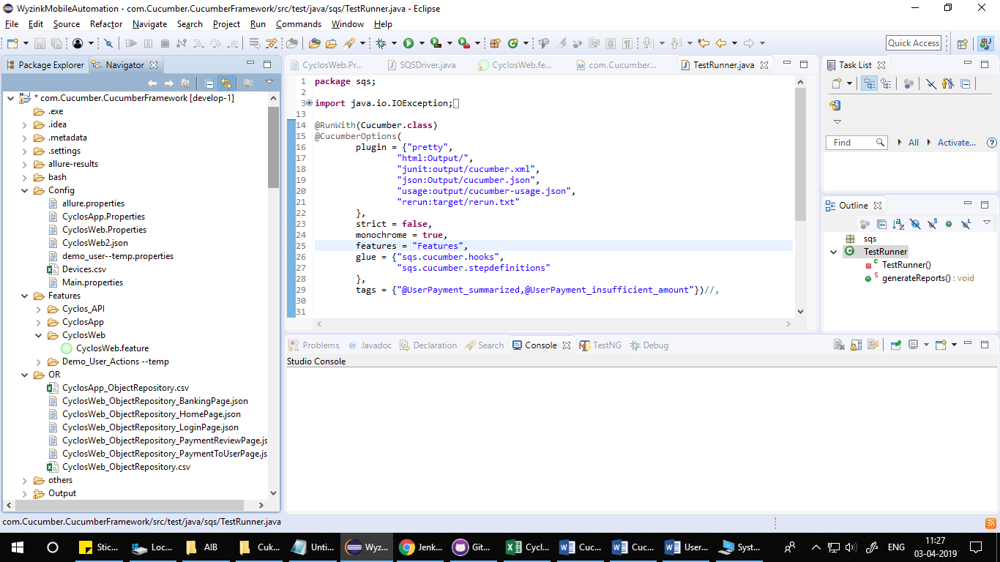 WyzinkMobileAutomation - com.Cucumber.CucumberFramework/src/test/java/sqs/TestRunner.java - Eclipse
File Edit Source Refactor Navigate Search Project Run Commands Window Help
Quick Access
Package Explorer
Navigator
* com.Cucumber.CucumberFramework [develop-1]
.exe
.idea
.metadata
.settings
allure-results
bash
Config
allure.properties
CyclosApp.Properties
CyclosWeb.Properties
CyclosWeb2.json
demo_user--temp.properties
Devices.csv
Main.properties
Features
Cyclos_API
CyclosApp
CyclosWeb
CyclosWeb.feature
Demo_User_Actions --temp
OR
CyclosApp_ObjectRepository.csv
CyclosWeb_ObjectRepository_BankingPage.json
CyclosWeb_ObjectRepository_HomePage.json
CyclosWeb_ObjectRepository_LoginPage.json
CyclosWeb_ObjectRepository_PaymentReviewPage.js
CyclosWeb_ObjectRepository_PaymentToUserPage.js
CyclosWeb_ObjectRepository.csv
others
Output
CyclosWeb.Pr...
SQSDriver.java
CyclosWeb.fe...
com.Cucumber...
TestRunner.java
1 package sqs;
2
3 import java.io.IOException;
13
14 @RunWith(Cucumber.class)
15 @CucumberOptions(
16 plugin = {"pretty",
17 "html:Output/",
18 "junit:output/cucumber.xml",
19 "json:Output/cucumber.json",
20 "usage:output/cucumber-usage.json",
21 "rerun:target/rerun.txt"
22 },
23 strict = false,
24 monochrome = true,
25 features = "Features",
26 glue = {"sqs.cucumber.hooks",
27 "sqs.cucumber.stepdefinitions"
28 },
29 tags = {"@UserPayment_summarized,@UserPayment_insufficient_amount"})//,
30
31
Problems
@ Javadoc
Declaration
Search
Console
TestNG
Debug
Studio Console
Task List
Find
All
Activate...
Outline
sqs
TestRunner
TestRunner()
generateReports() : void
com.Cucumber.CucumberFramework/src/test/java/sqs/TestRunner.java
Stic...
Loc...
AIB
Cuk...
Unti...
Wyz...
Jenk...
Git...
Cycl...
Cuc...
Cuc...
User...
Syst...
ENG
11:27
03-04-2019